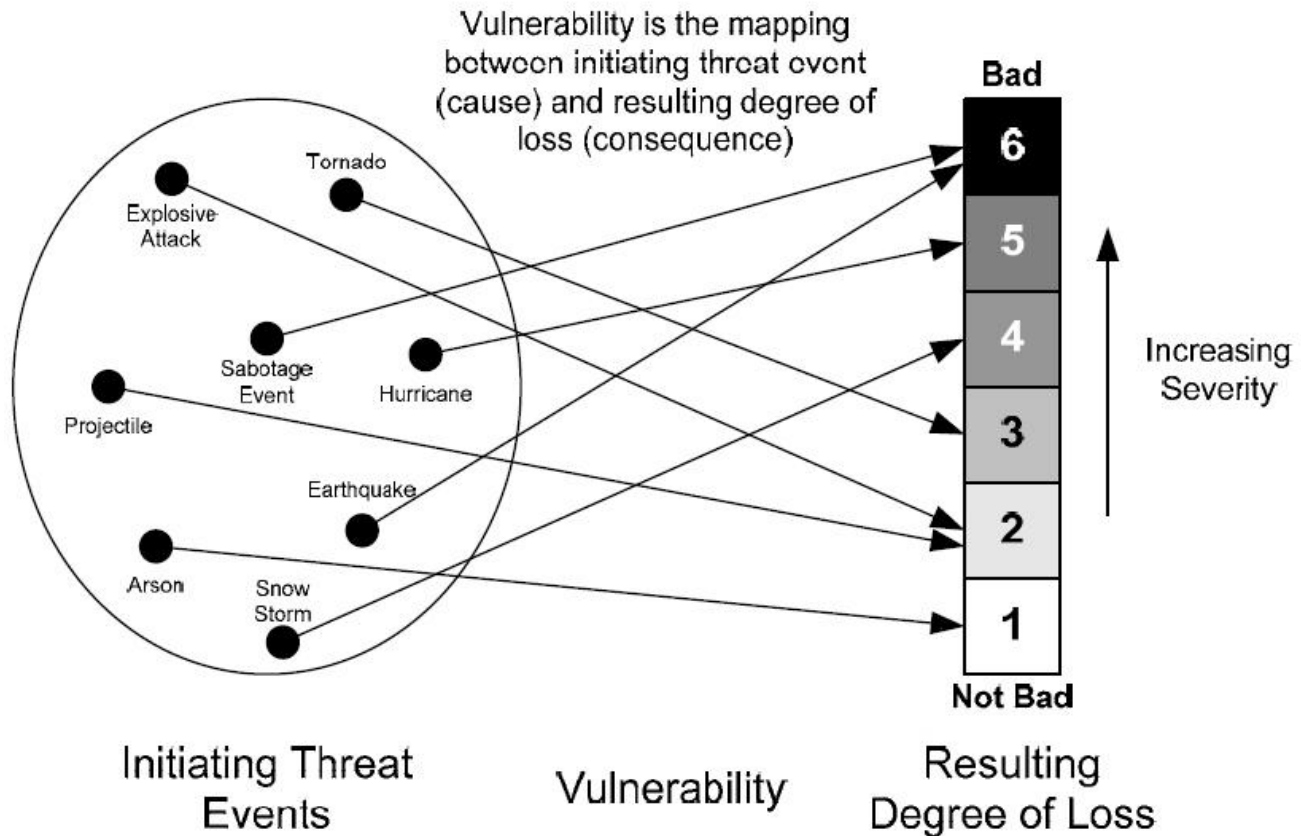 Vulnerability is the mapping
between initiating threat event
(cause) and resulting degree of
loss (consequence)
Bad
6
5
4
3
2
1
Not Bad
Increasing
Severity
Tornado
Explosive
Attack
Sabotage
Event
Hurricane
Projectile
Earthquake
Arson
Snow
Storm
Initiating Threat
Events
Vulnerability
Resulting
Degree of Loss